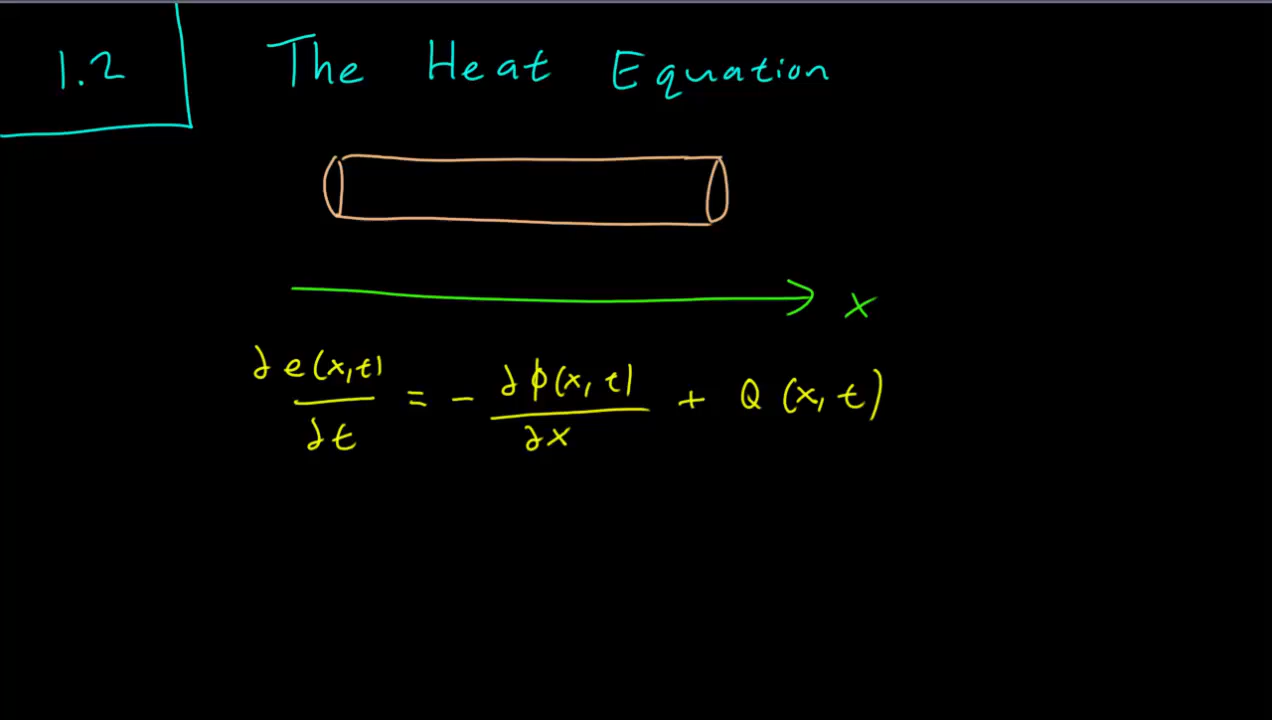 1.2 The Heat Equation
x
∂e(x,t)/∂t = - ∂φ(x,t)/∂x + Q(x,t)